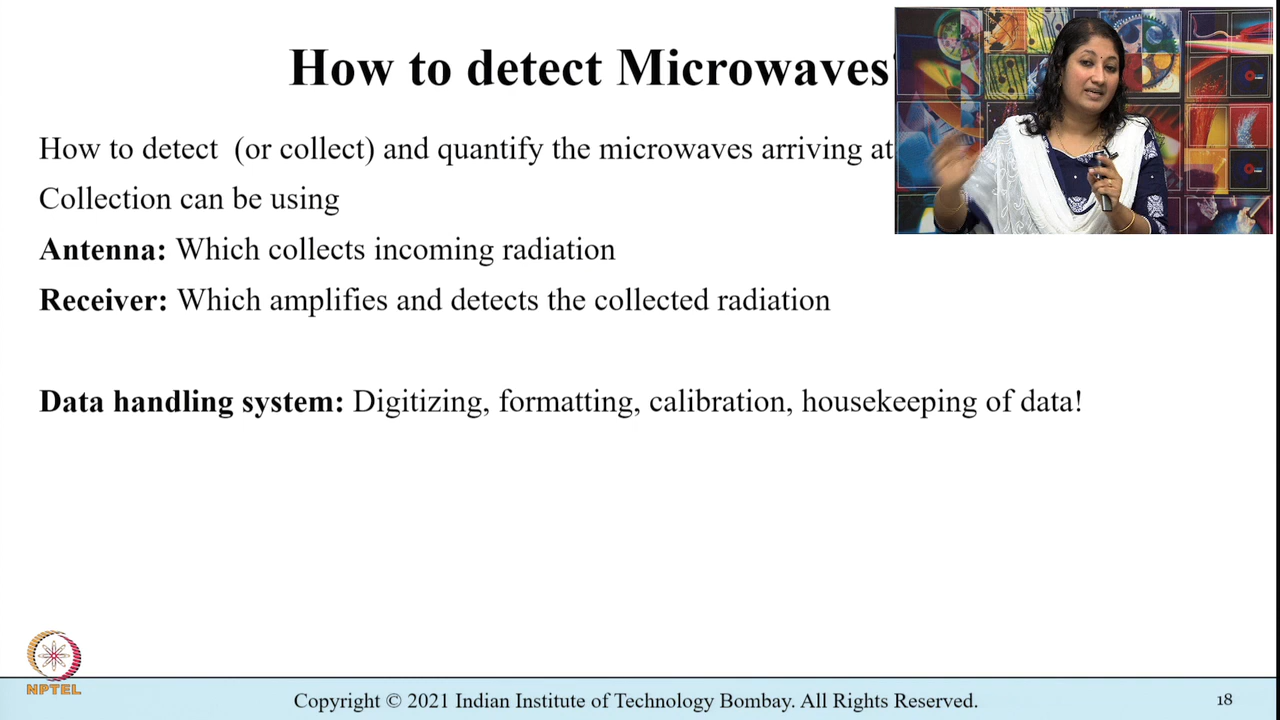 How to detect Microwaves
How to detect (or collect) and quantify the microwaves arriving at
Collection can be using
Antenna: Which collects incoming radiation
Receiver: Which amplifies and detects the collected radiation
Data handling system: Digitizing, formatting, calibration, housekeeping of data!
NPTEL
Copyright © 2021 Indian Institute of Technology Bombay. All Rights Reserved.
18